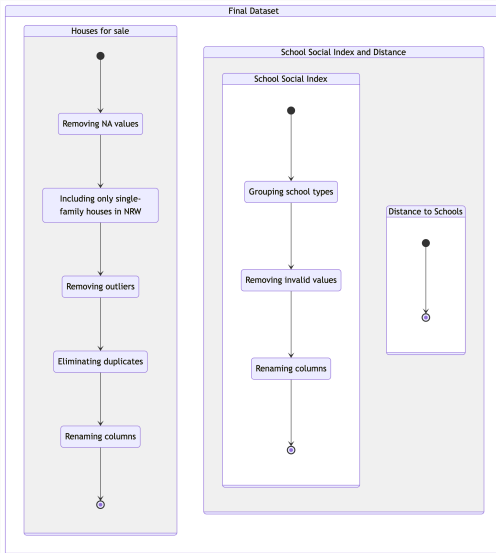 Final Dataset
Houses for sale
Removing NA values
Including only single-
family houses in NRW
Removing outliers
Eliminating duplicates
Renaming columns
School Social Index and Distance
School Social Index
Grouping school types
Removing invalid values
Renaming columns
Distance to Schools